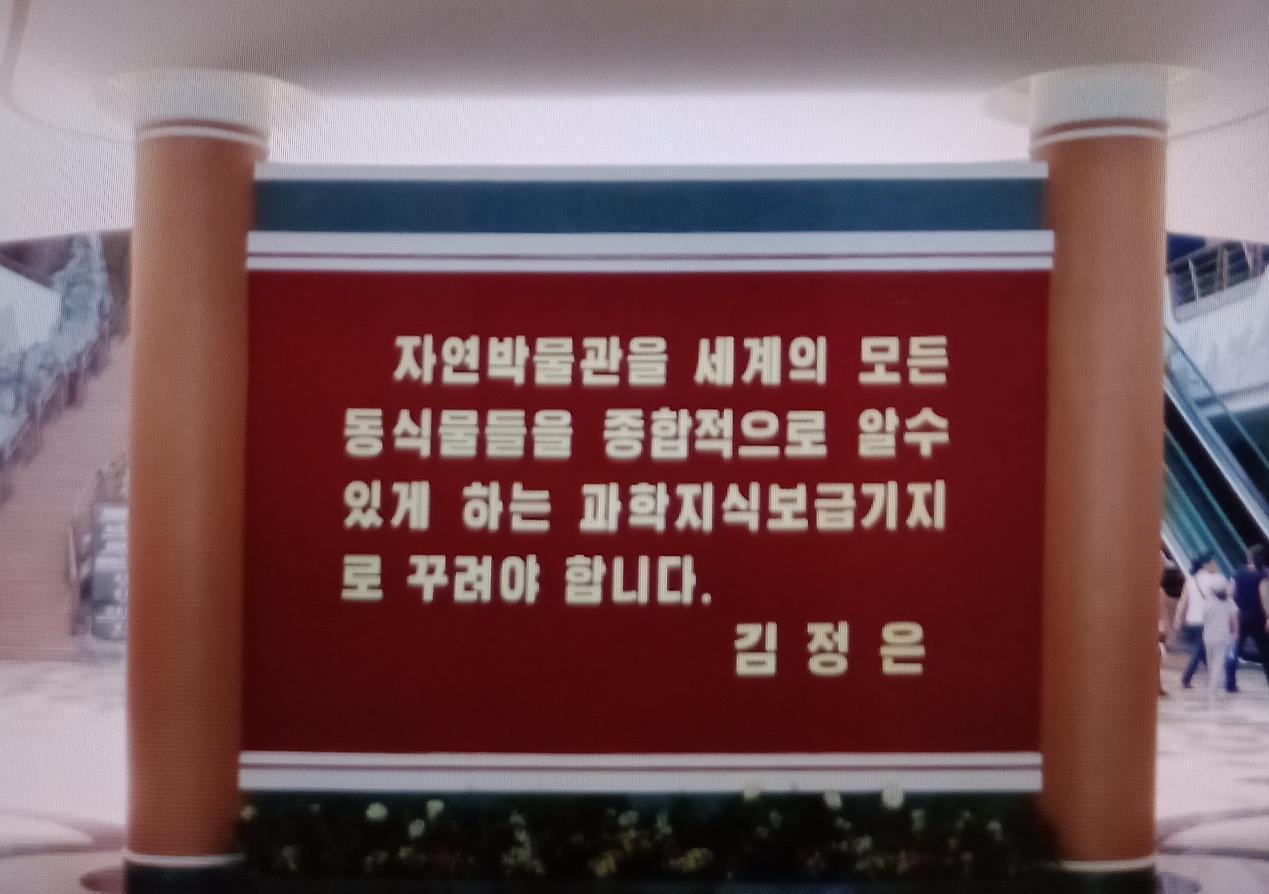 자연박물관을 세계의 모든
동식물들을 종합적으로 알수
있게 하는 과학지식보급기지
로 꾸려야 합니다.
김정은